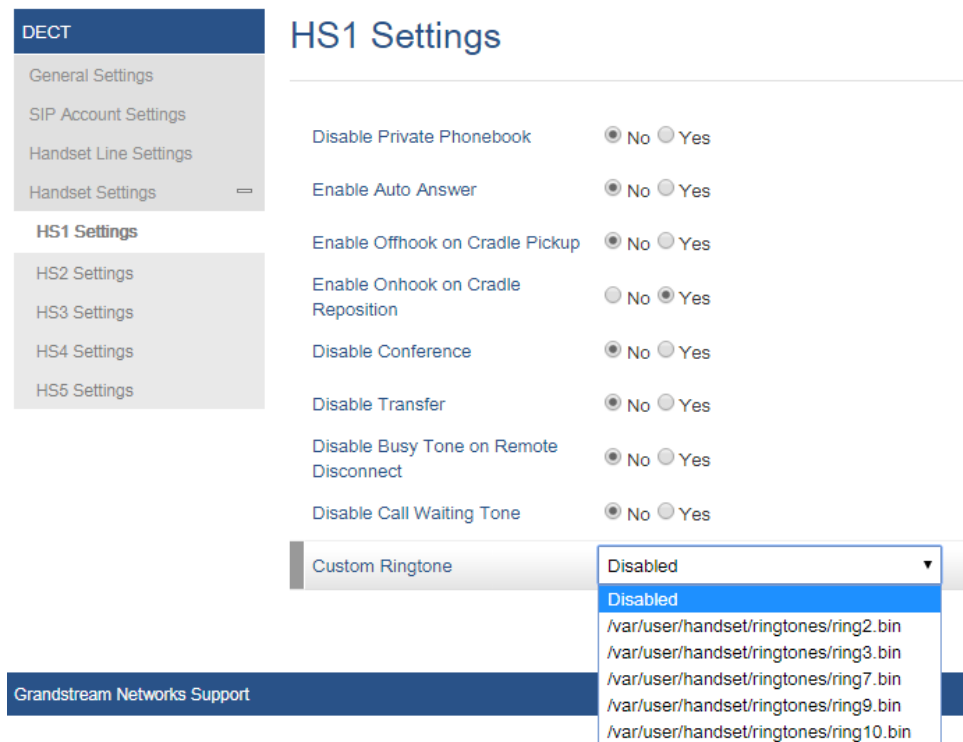 DECT
General Settings
SIP Account Settings
Handset Line Settings
Handset Settings
HS1 Settings
HS2 Settings
HS3 Settings
HS4 Settings
HS5 Settings
HS1 Settings
Disable Private Phonebook No Yes
Enable Auto Answer No Yes
Enable Offhook on Cradle Pickup No Yes
Enable Onhook on Cradle
Reposition No Yes
Disable Conference No Yes
Disable Transfer No Yes
Disable Busy Tone on Remote
Disconnect No Yes
Disable Call Waiting Tone No Yes
Custom Ringtone Disabled
Disabled
/var/user/handset/ringtones/ring2.bin
/var/user/handset/ringtones/ring3.bin
/var/user/handset/ringtones/ring7.bin
/var/user/handset/ringtones/ring9.bin
/var/user/handset/ringtones/ring10.bin
Grandstream Networks Support